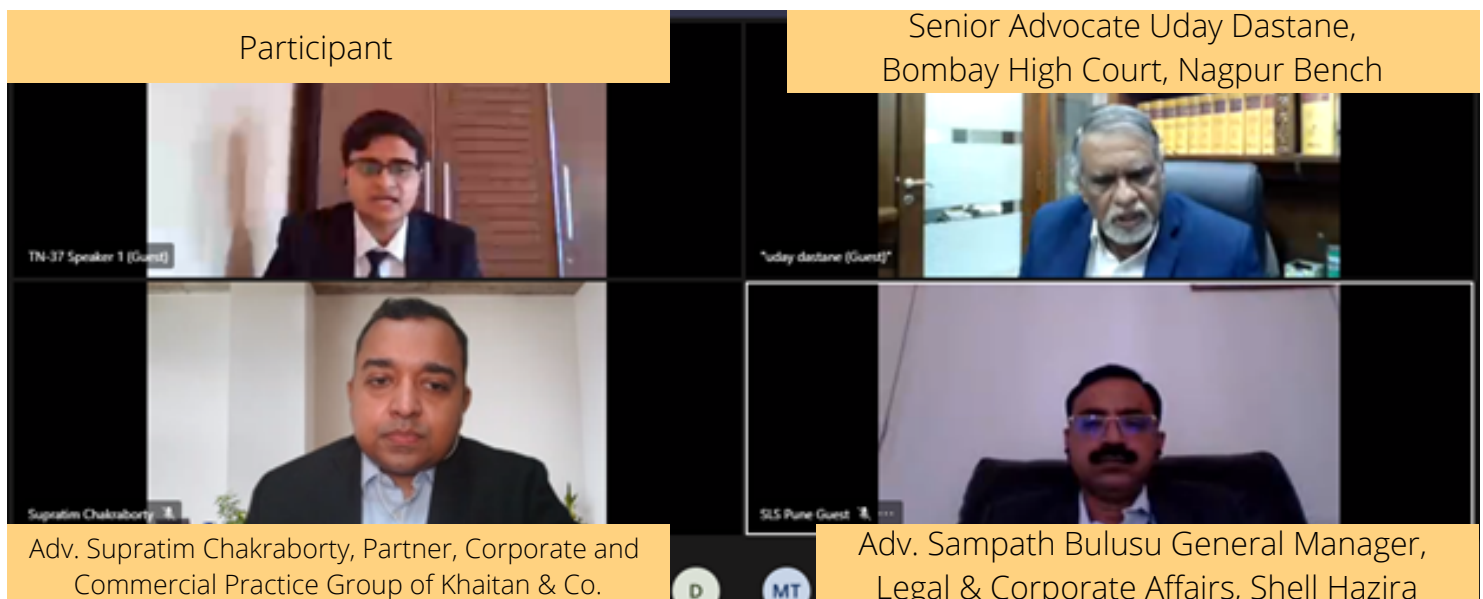 Participant
Senior Advocate Uday Dastane,
Bombay High Court, Nagpur Bench
TN-37 Speaker 1 (Guest)
"uday dastane (Guest)"
Supratim Chakraborty
SLS Pune Guest
Adv. Supratim Chakraborty, Partner, Corporate and
Commercial Practice Group of Khaitan & Co.
D
MT
Adv. Sampath Bulusu General Manager,
Legal & Corporate Affairs, Shell Hazira